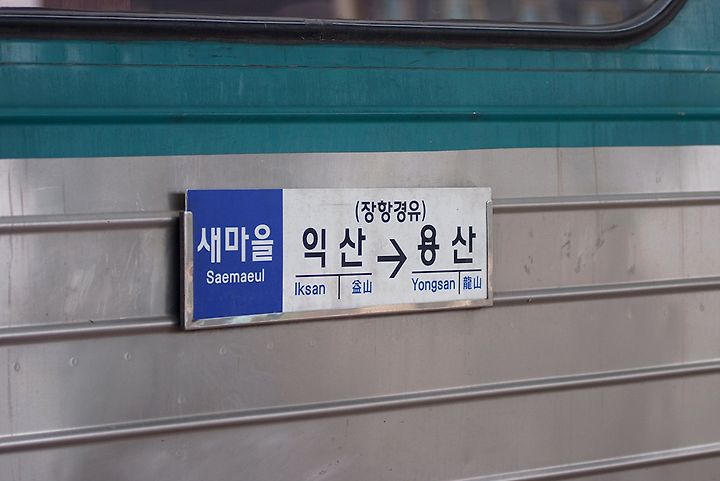 새마을
Saemaeul
(장항경유)
익산 → 용산
Iksan 益山 Yongsan 龍山